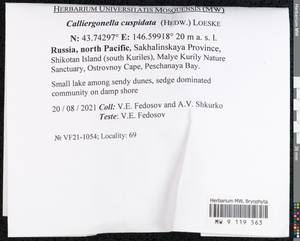 HERBARIUM UNIVERSITATIS MOSQUENSIS (MW)
Calliergonella cuspidata (HEDW.) LOESKE
N: 43.74297° E: 146.59918° 20 m a. s. l.
Russia, north Pacific, Sakhalinskaya Province,
Shikotan Island (south Kuriles), Malye Kurily Nature
Sanctuary, Ostrovnoy Cape, Peschanaya Bay.
Small lake among sendy dunes, sedge dominated
community on damp shore
20 / 08 / 2021 Coll: V.E. Fedosov and A.V. Shkurko
Teste: V.E. Fedosov
№ VF21-1054; Locality: 69
Herbarium MW, Bryophyta
MW 9 119 563